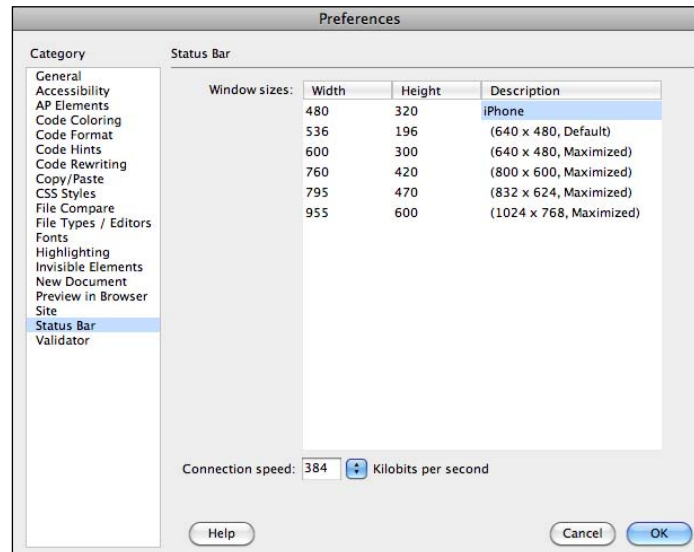 Preferences
Category
General
Accessibility
AP Elements
Code Coloring
Code Format
Code Hints
Code Rewriting
Copy/Paste
CSS Styles
File Compare
File Types / Editors
Fonts
Highlighting
Invisible Elements
New Document
Preview in Browser
Site
Status Bar
Validator
Status Bar
Window sizes: Width Height Description
480 320 iPhone
536 196 (640 x 480, Default)
600 300 (640 x 480, Maximized)
760 420 (800 x 600, Maximized)
795 470 (832 x 624, Maximized)
955 600 (1024 x 768, Maximized)
Connection speed: 384 Kilobits per second
Help Cancel OK